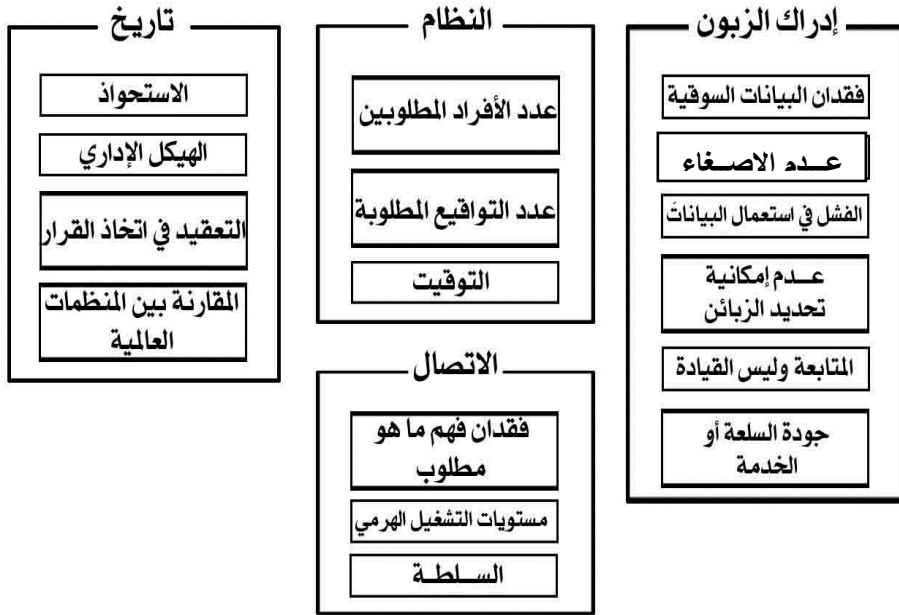 إدراك الزبون
فقدان البيانات السوقية
عـــدم الاصـــغـاء
الفشل في استعمال البيانات
عــدم إمكانية
تحديد الزبائن
المتابعة وليس القيادة
جودة السلعة أو
الخدمة
النظام
عدد الأفراد المطلوبين
عدد التواقيع المطلوبة
التوقيت
الاتصال
فقدان فهم ما هو
مطلوب
مستويات التشغيل الهرمي
الســـلطـة
تاريخ
الاستحواذ
الهيكل الإداري
التعقيد في اتخاذ القرار
المقارنة بين المنظمات
العالمية